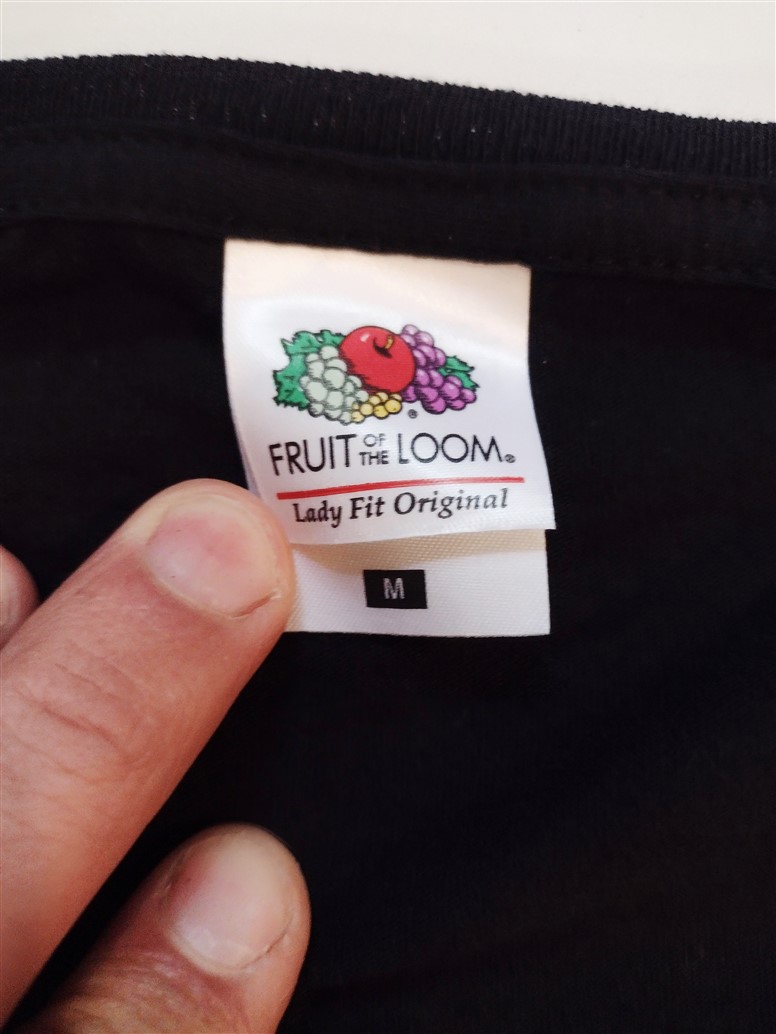 ®
FRUIT OF THE LOOM®
Lady Fit Original
M